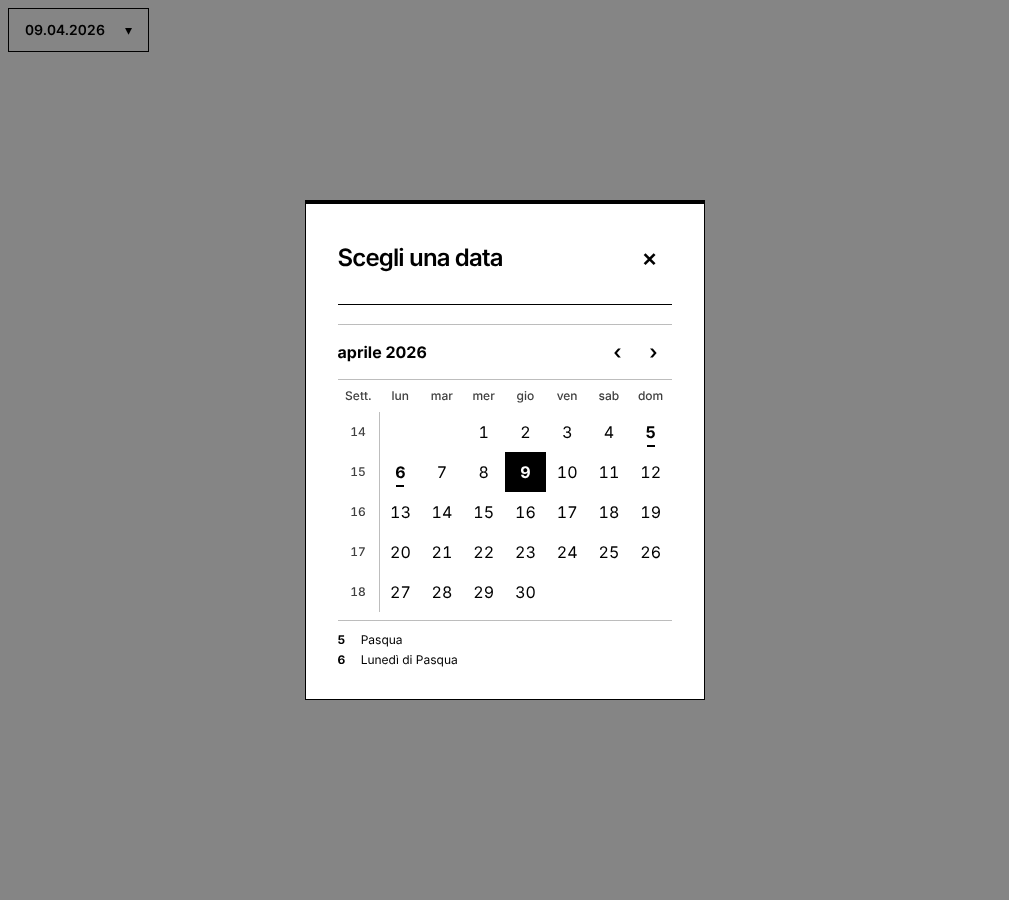 09.04.2026 ▼
Scegli una data ×
aprile 2026 ‹ ›
Sett. lun mar mer gio ven sab dom
14 1 2 3 4 5
15 6 7 8 9 10 11 12
16 13 14 15 16 17 18 19
17 20 21 22 23 24 25 26
18 27 28 29 30
5 Pasqua
6 Lunedì di Pasqua